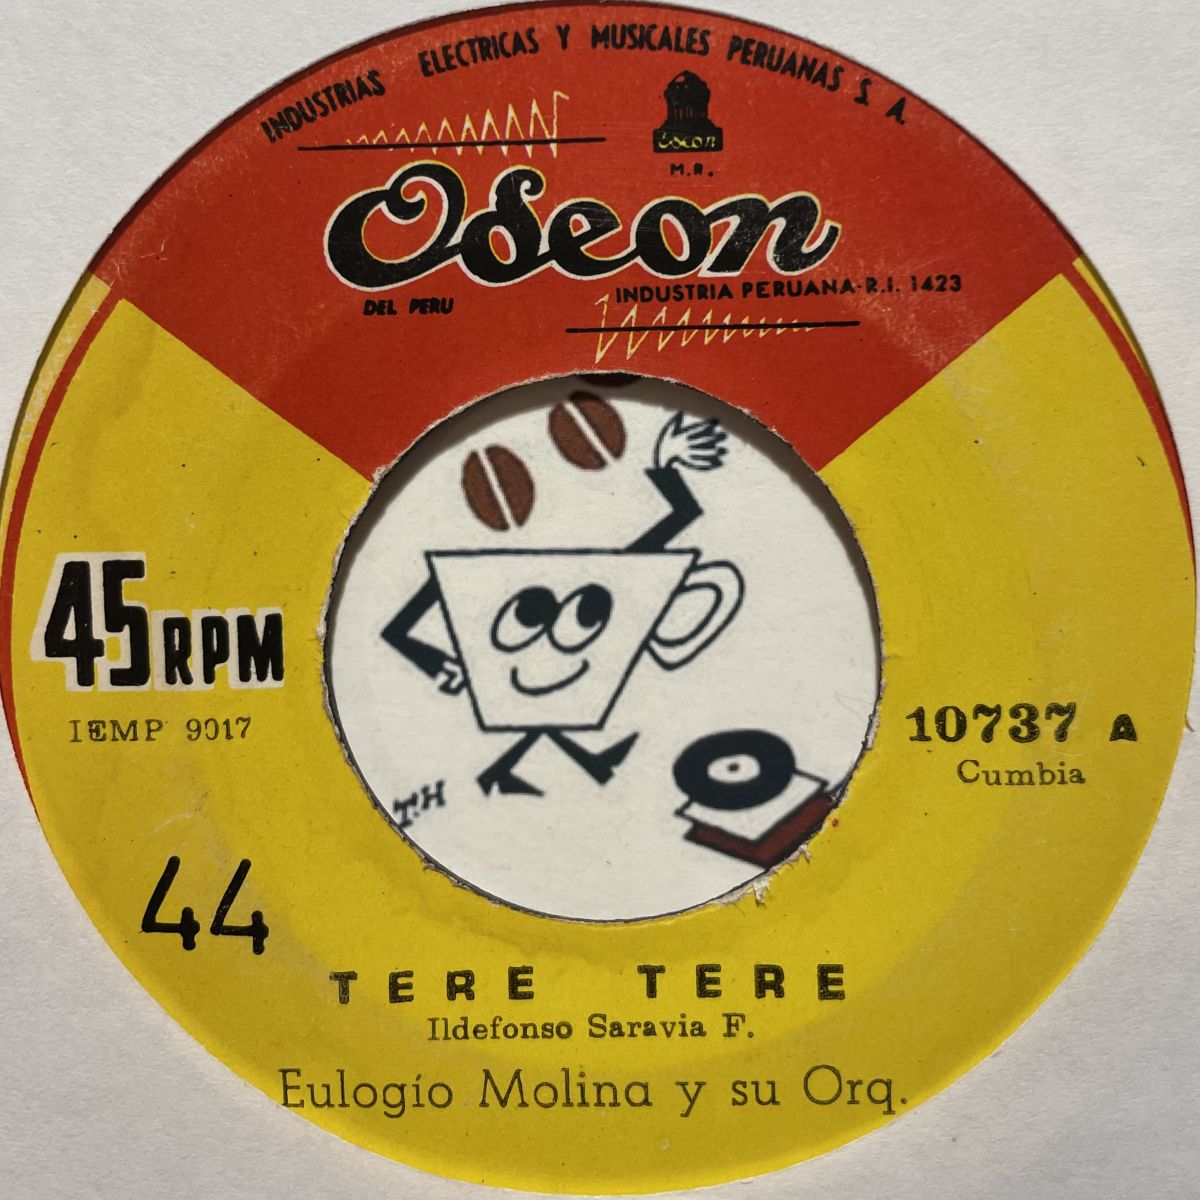 INDUSTRIAS ELECTRICAS Y MUSICALES PERUANAS S. A.
Odeon
M.R.
Odeon
DEL PERU
INDUSTRIA PERUANA-R.I. 1423
45 RPM
IEMP 9017
10737 A
Cumbia
T.H
44
TERE TERE
Ildefonso Saravia F.
Eulogio Molina y su Orq.